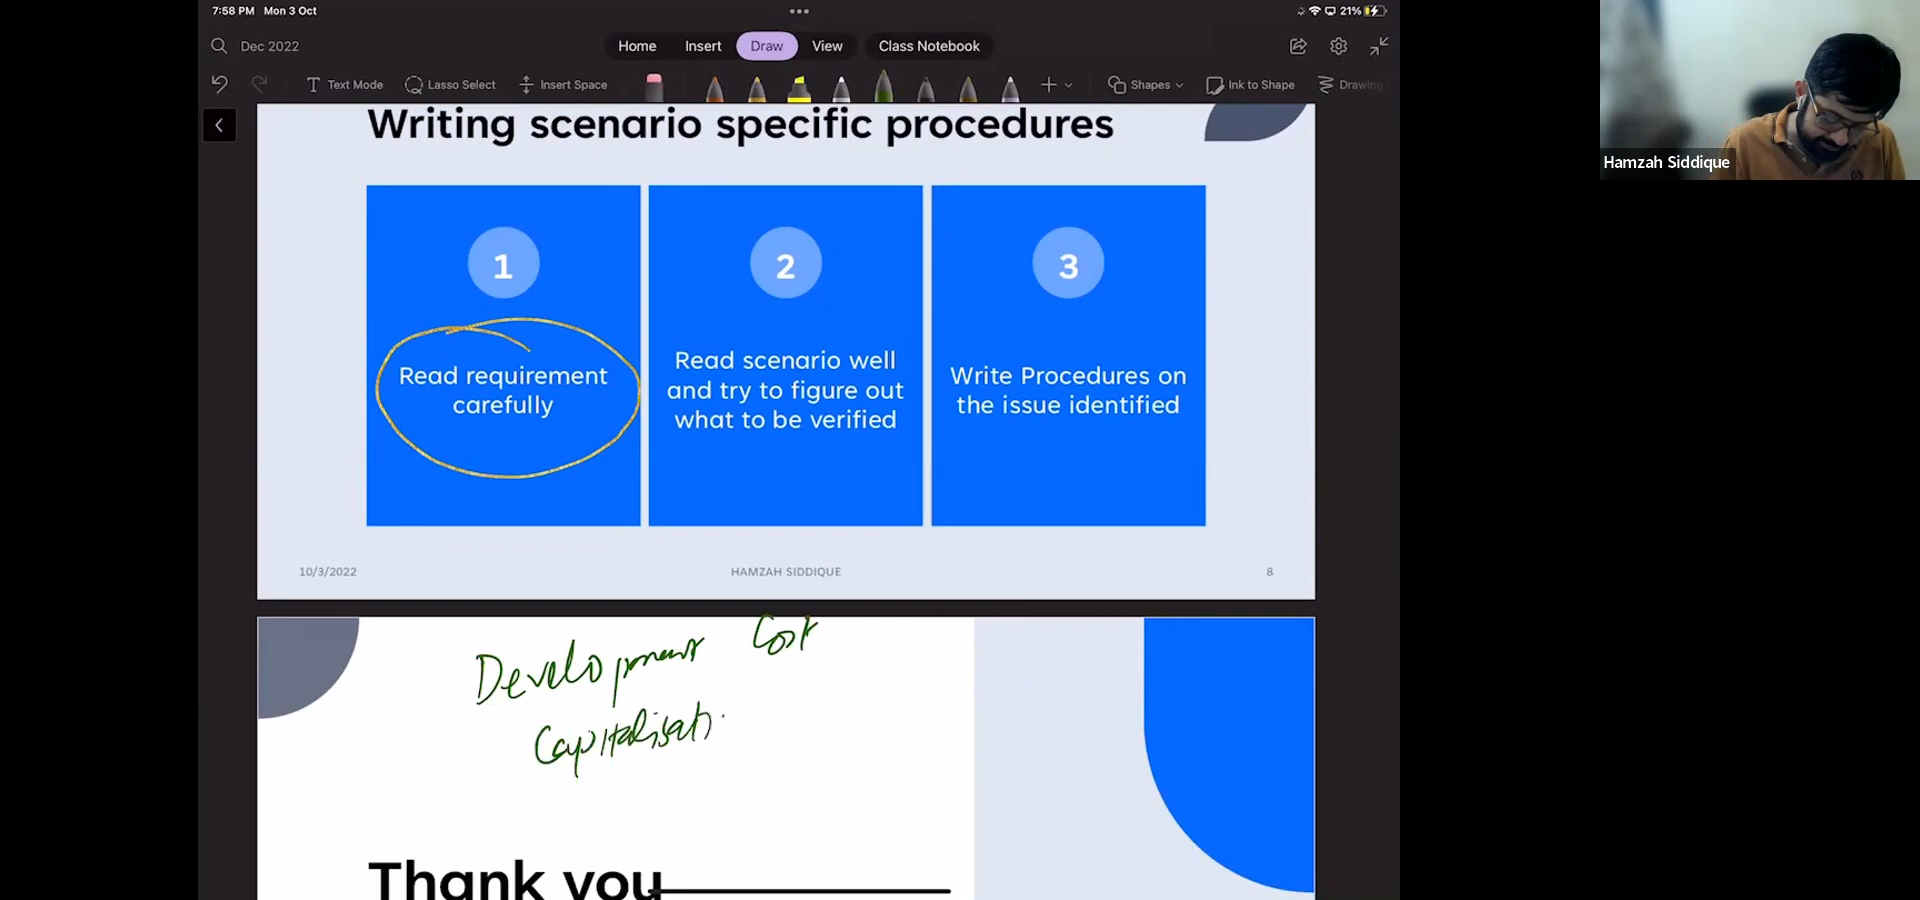 7:58 PM Mon 3 Oct
21%
Dec 2022
Home Insert Draw View Class Notebook
Text Mode Lasso Select Insert Space Shapes Ink to Shape Drawing
Writing scenario specific procedures
1
Read requirement
carefully
2
Read scenario well
and try to figure out
what to be verified
3
Write Procedures on
the issue identified
10/3/2022 HAMZAH SIDDIQUE 8
Development Cost
Capitalisati
Thank you
Hamzah Siddique